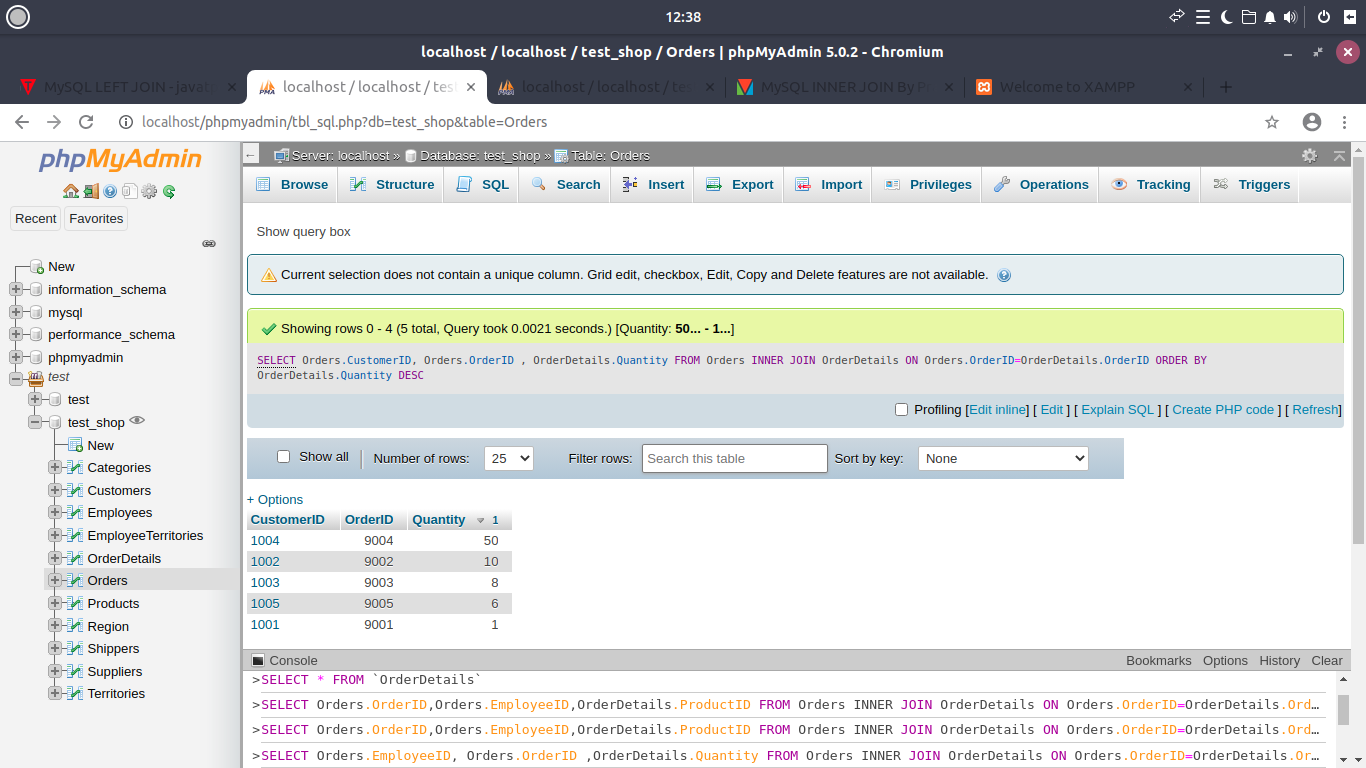 12:38
localhost / localhost / test_shop / Orders | phpMyAdmin 5.0.2 - Chromium
MySQL LEFT JOIN - javat
localhost / localhost / test
localhost / localhost / test
MySQL INNER JOIN By P
Welcome to XAMPP
localhost/phpmyadmin/tbl_sql.php?db=test_shop&table=Orders
phpMyAdmin
Recent Favorites
New
information_schema
mysql
performance_schema
phpmyadmin
test
test
test_shop
New
Categories
Customers
Employees
EmployeeTerritories
OrderDetails
Orders
Products
Region
Shippers
Suppliers
Territories
Server: localhost » Database: test_shop » Table: Orders
Browse Structure SQL Search Insert Export Import Privileges Operations Tracking Triggers
Show query box
Current selection does not contain a unique column. Grid edit, checkbox, Edit, Copy and Delete features are not available.
Showing rows 0 - 4 (5 total, Query took 0.0021 seconds.) [Quantity: 50... - 1...]
SELECT Orders.CustomerID, Orders.OrderID , OrderDetails.Quantity FROM Orders INNER JOIN OrderDetails ON Orders.OrderID=OrderDetails.OrderID ORDER BY
OrderDetails.Quantity DESC
Profiling [Edit inline] [ Edit ] [ Explain SQL ] [ Create PHP code ] [ Refresh]
Show all Number of rows: 25 Filter rows: Search this table Sort by key: None
+ Options
CustomerID OrderID Quantity 1
1004 9004 50
1002 9002 10
1003 9003 8
1005 9005 6
1001 9001 1
Console Bookmarks Options History Clear
>SELECT * FROM `OrderDetails`
>SELECT Orders.OrderID,Orders.EmployeeID,OrderDetails.ProductID FROM Orders INNER JOIN OrderDetails ON Orders.OrderID=OrderDetails.Ord…
>SELECT Orders.OrderID,Orders.EmployeeID,OrderDetails.ProductID FROM Orders INNER JOIN OrderDetails ON Orders.OrderID=OrderDetails.Ord…
>SELECT Orders.EmployeeID, Orders.OrderID ,OrderDetails.Quantity FROM Orders INNER JOIN OrderDetails ON Orders.OrderID=OrderDetails.Or…